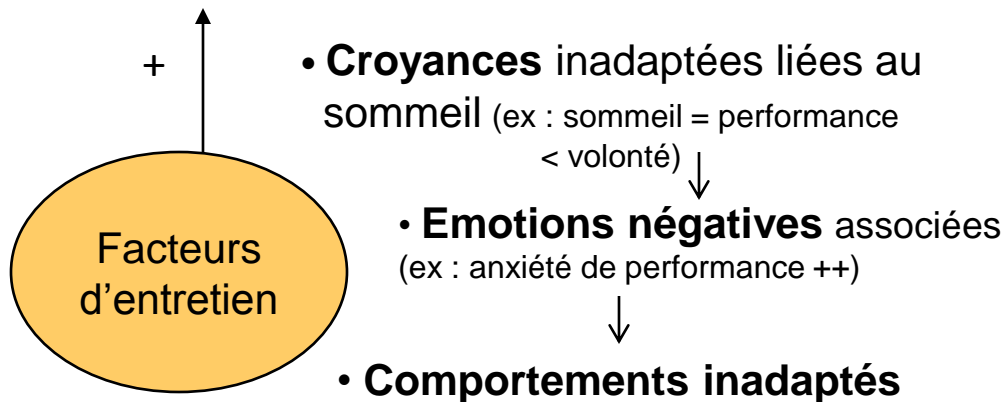 +
• Croyances inadaptées liées au
sommeil (ex : sommeil = performance
< volonté)
• Emotions négatives associées
(ex : anxiété de performance ++)
Facteurs
d’entretien
• Comportements inadaptés